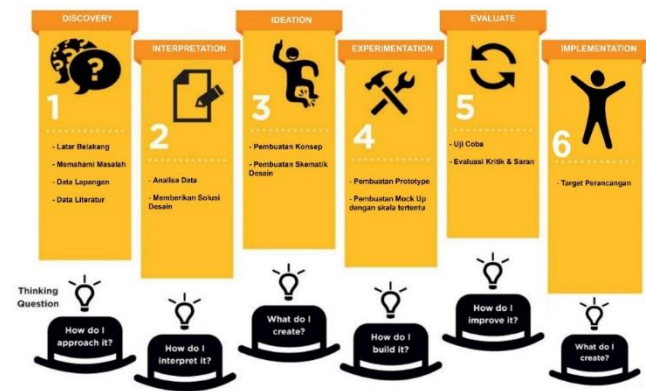 DISCOVERY
1
- Latar Belakang
- Memahami Masalah
- Data Lapangan
- Data Literatur
INTERPRETATION
2
- Analisa Data
- Memberikan Solusi
Desain
IDEATION
3
- Pembuatan Konsep
- Pembuatan Skematik
Desain
EXPERIMENTATION
4
- Pembuatan Prototype
- Pembuatan Mock Up
dengan skala tertentu
EVALUATE
5
- Uji Coba
- Evaluasi Kritik & Saran
IMPLEMENTATION
6
- Target Perancangan
Thinking
Question
How do I
approach it?
How do I
interpret it?
What do I
create?
How do I
build it?
How do I
improve it?
What do I
create?